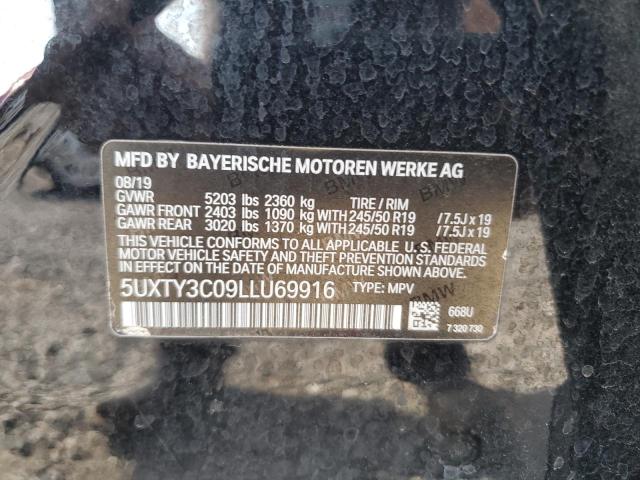 MFD BY BAYERISCHE MOTOREN WERKE AG
08/19
GVWR 5203 lbs 2360 kg TIRE / RIM
GAWR FRONT 2403 lbs 1090 kg WITH 245/50 R19 /7.5J x 19
GAWR REAR 3020 lbs 1370 kg WITH 245/50 R19 /7.5J x 19
THIS VEHICLE CONFORMS TO ALL APPLICABLE U. S. FEDERAL
MOTOR VEHICLE SAFETY AND THEFT PREVENTION STANDARDS
IN EFFECT ON THE DATE OF MANUFACTURE SHOWN ABOVE.
5UXTY3C09LLU69916 TYPE: MPV
668U
7 320 730
BMW
BMW
BMW